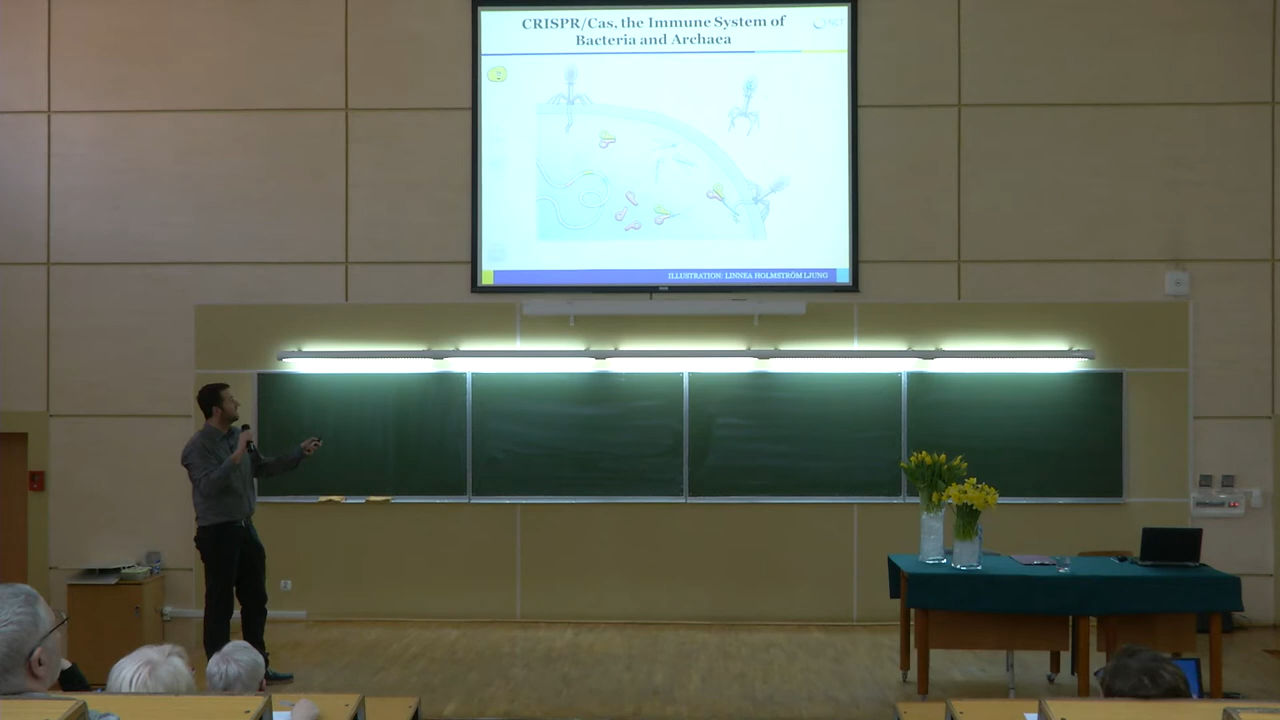 CRISPR/Cas, the Immune System of
Bacteria and Archaea
ILLUSTRATION: LINNEA HOLMSTRÖM LJUNG